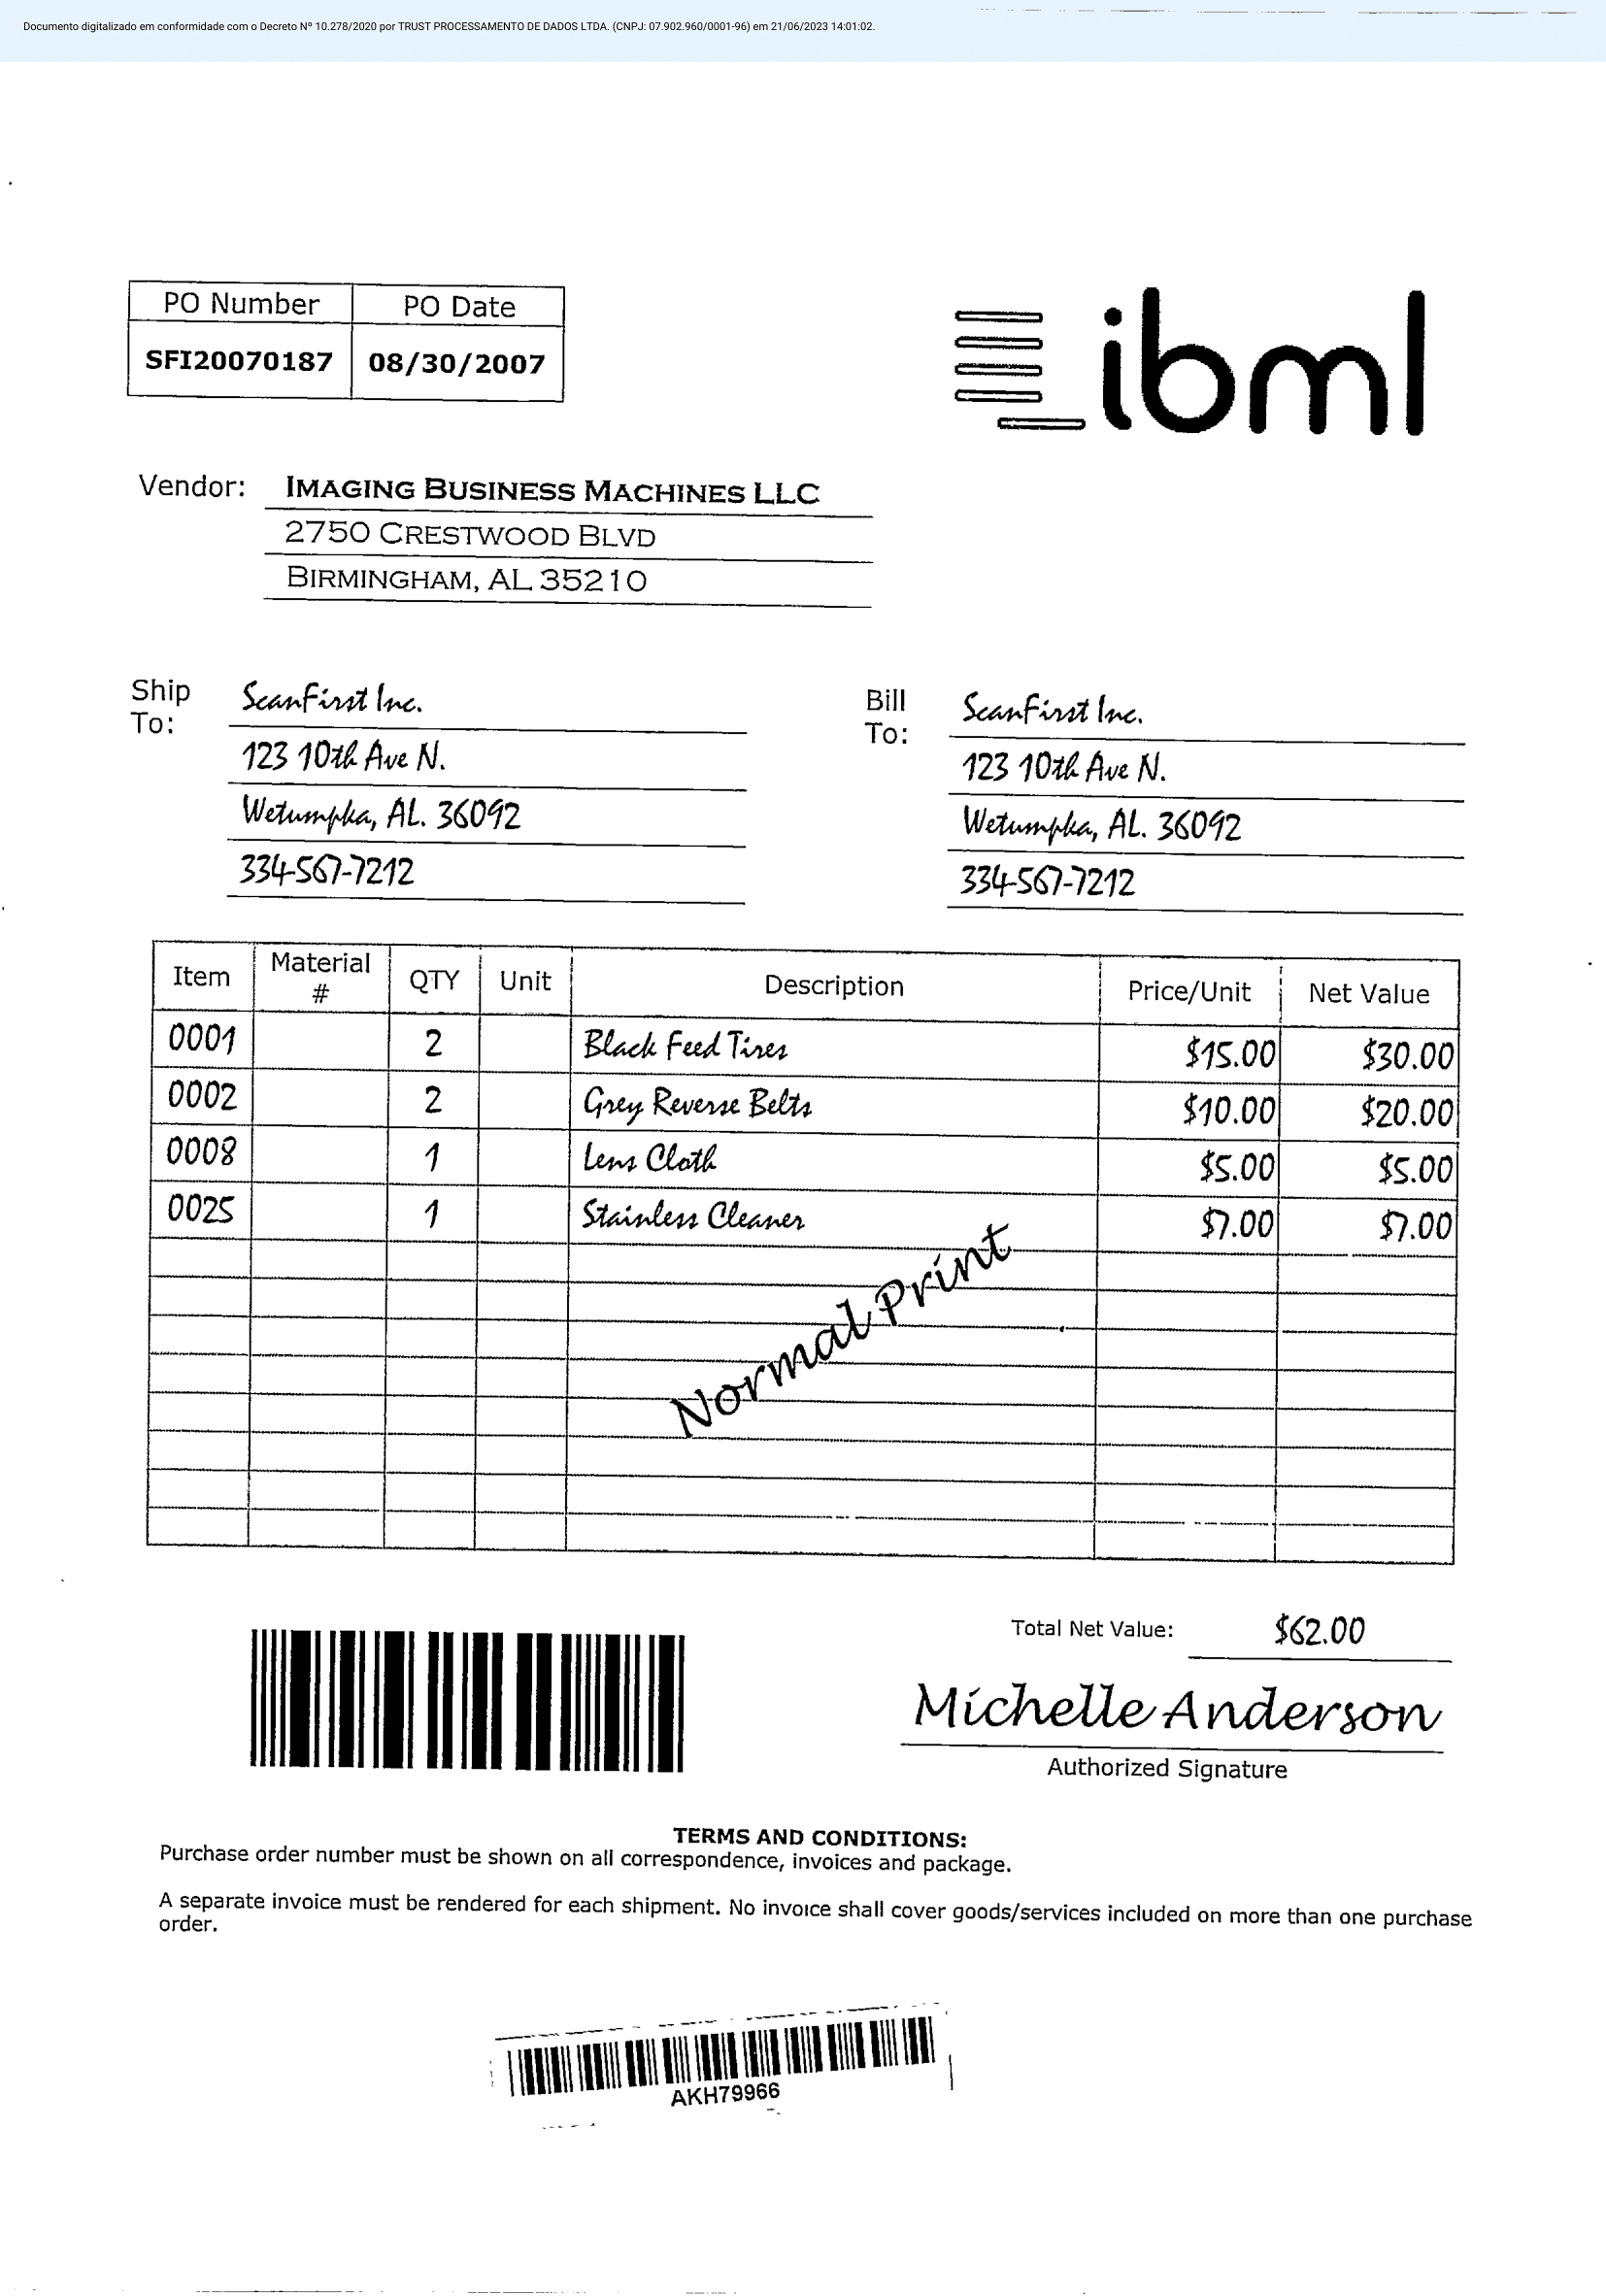 Documento digitalizado em conformidade com o Decreto Nº 10.278/2020 por TRUST PROCESSAMENTO DE DADOS LTDA. (CNPJ: 07.902.960/0001-96) em 21/06/2023 14:01:02.
PO Number PO Date
SFI20070187 08/30/2007
ibml
Vendor: IMAGING BUSINESS MACHINES LLC
2750 CRESTWOOD BLVD
BIRMINGHAM, AL 35210
Ship To: ScanFirst Inc.
123 10th Ave N.
Wetumpka, AL. 36092
334-567-7212
Bill To: ScanFirst Inc.
123 10th Ave N.
Wetumpka, AL. 36092
334-567-7212
Item Material # QTY Unit Description Price/Unit Net Value
0001 2 Black Feed Tires $15.00 $30.00
0002 2 Grey Reverse Belts $10.00 $20.00
0008 1 Lens Cloth $5.00 $5.00
0025 1 Stainless Cleaner $7.00 $7.00
Normal Print
Total Net Value: $62.00
Michelle Anderson
Authorized Signature
TERMS AND CONDITIONS:
Purchase order number must be shown on all correspondence, invoices and package.
A separate invoice must be rendered for each shipment. No invoice shall cover goods/services included on more than one purchase
order.
AKH79966